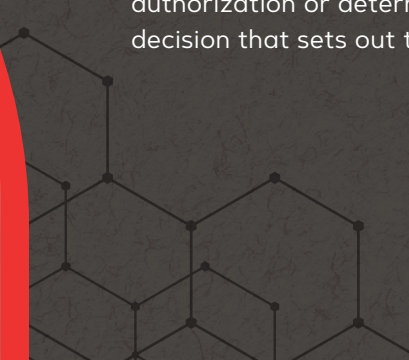 authorization or
decision that sets out